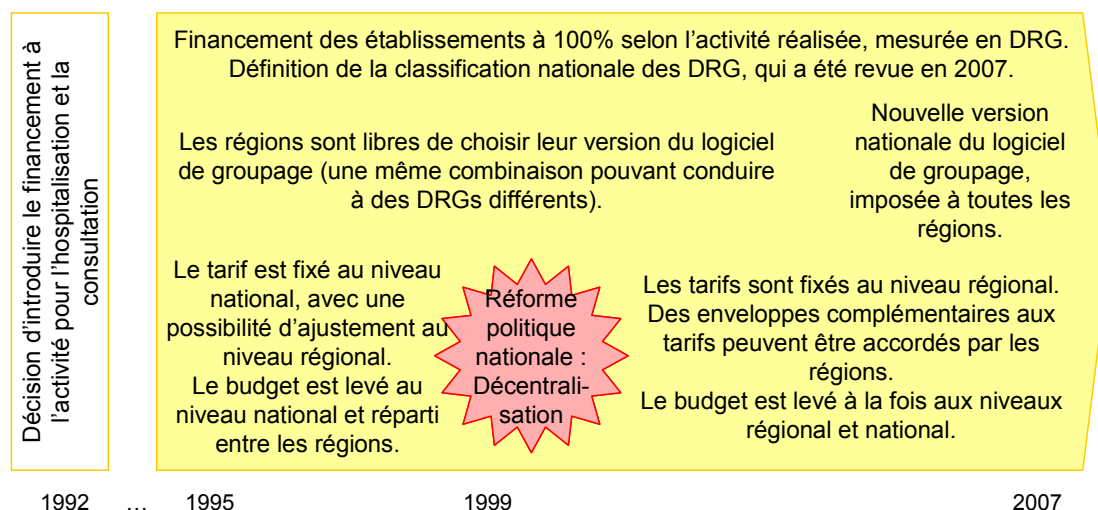 Décision d'introduire le financement à
l'activité pour l'hospitalisation et la
consultation
Financement des établissements à 100% selon l'activité réalisée, mesurée en DRG.
Définition de la classification nationale des DRG, qui a été revue en 2007.
Les régions sont libres de choisir leur version du logiciel
de groupage (une même combinaison pouvant conduire
à des DRGs différents).
Nouvelle version
nationale du logiciel
de groupage,
imposée à toutes les
régions.
Le tarif est fixé au niveau
national, avec une
possibilité d'ajustement au
niveau régional.
Le budget est levé au
niveau national et réparti
entre les régions.
Réforme
politique
nationale :
Décentrali-
sation
Les tarifs sont fixés au niveau régional.
Des enveloppes complémentaires aux
tarifs peuvent être accordés par les
régions.
Le budget est levé à la fois aux niveaux
régional et national.
1992 … 1995 1999 2007